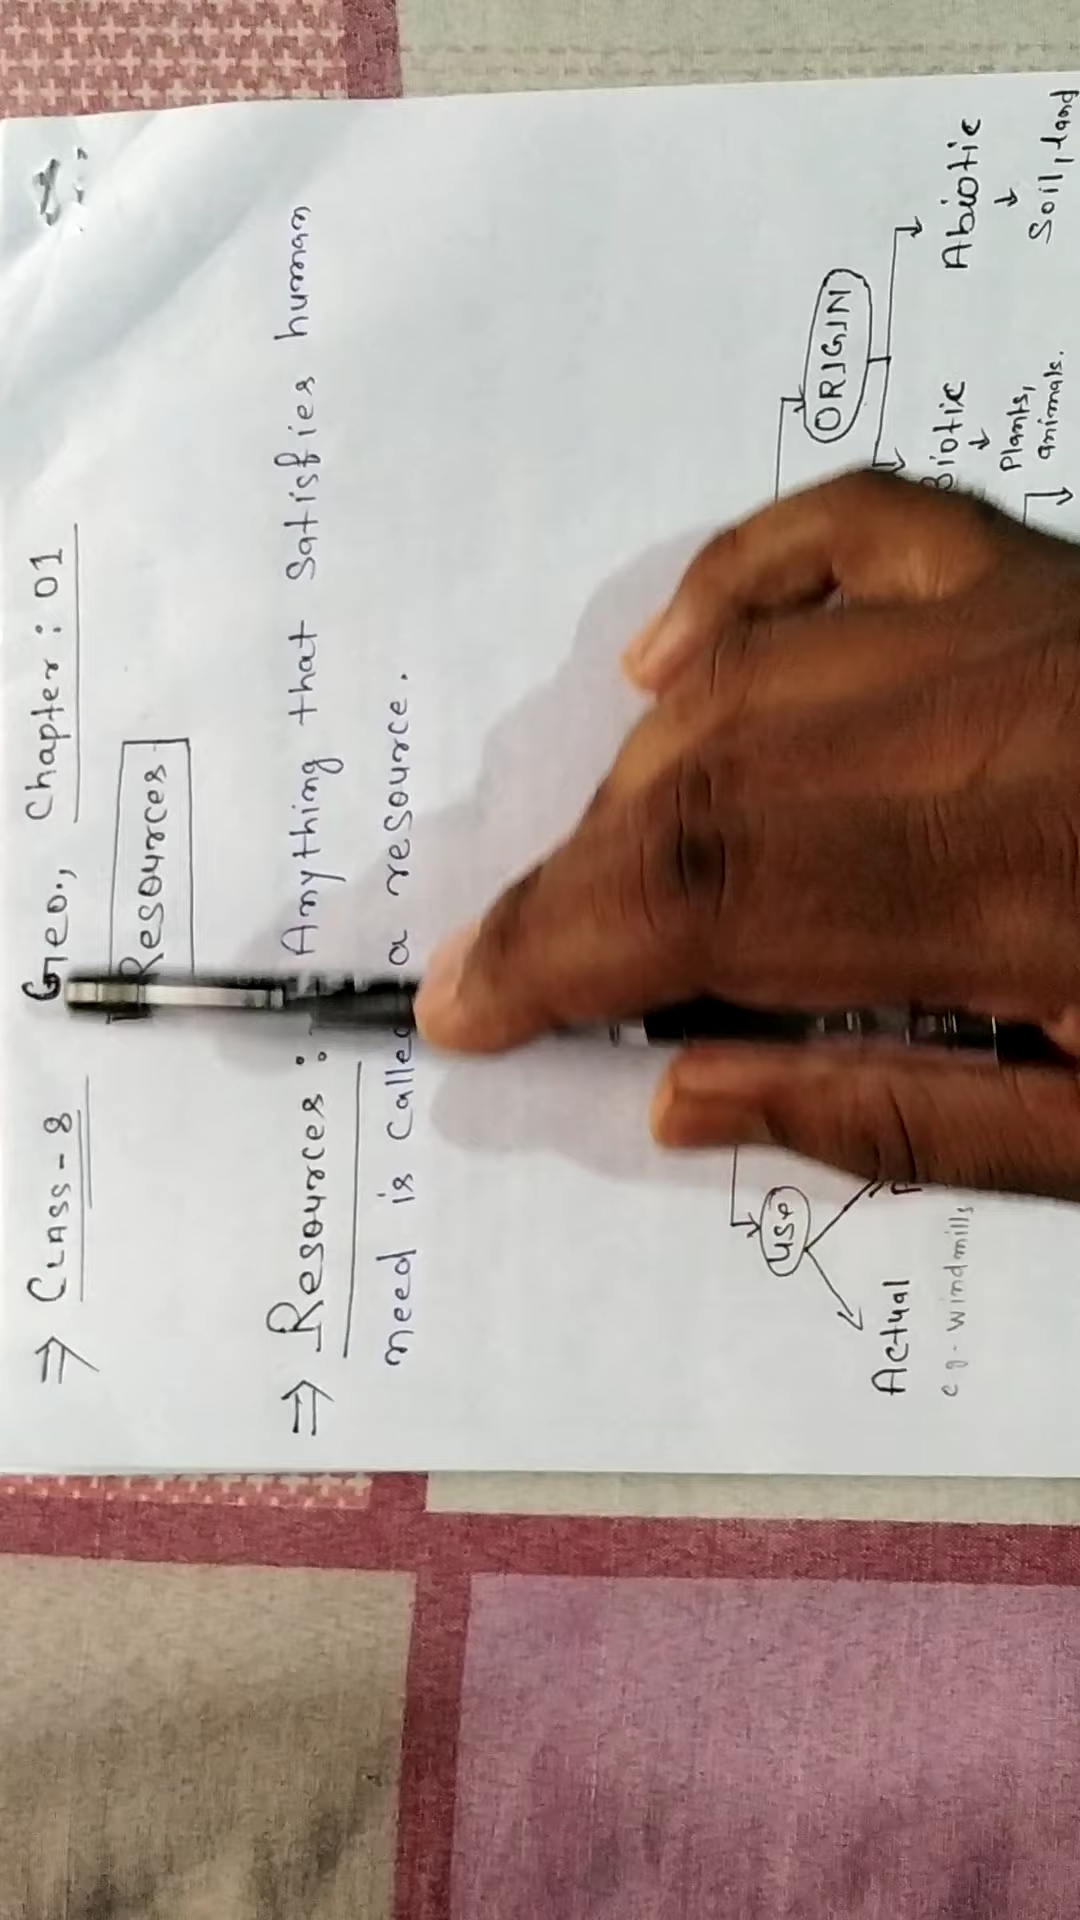 ⇒ CLASS-8 Geo., Chapter : 01
Resources
⇒ Resources : Anything that satisfies human
need is called a resource.
use
ORIGIN
Actual
Biotic
Abiotic
e.g. windmills
Plants,
animals.
Soil, land